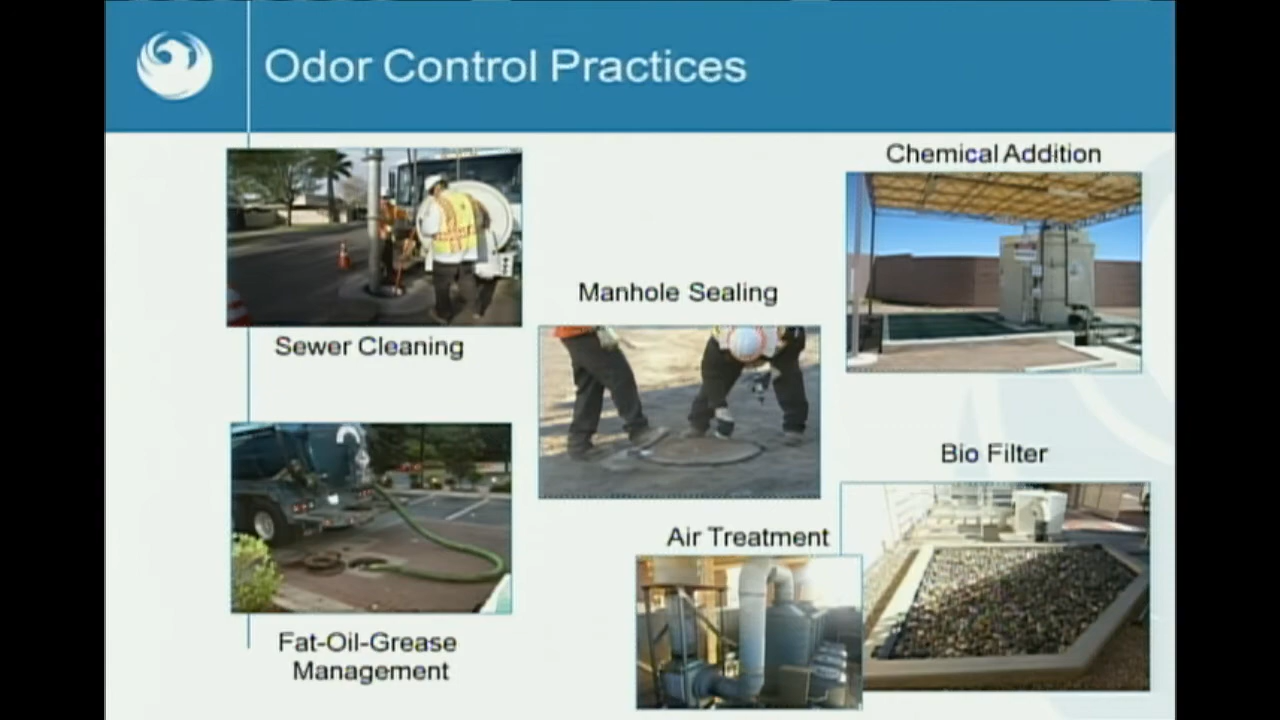 Odor Control Practices
Chemical Addition
Manhole Sealing
Sewer Cleaning
Bio Filter
Air Treatment
Fat-Oil-Grease
Management